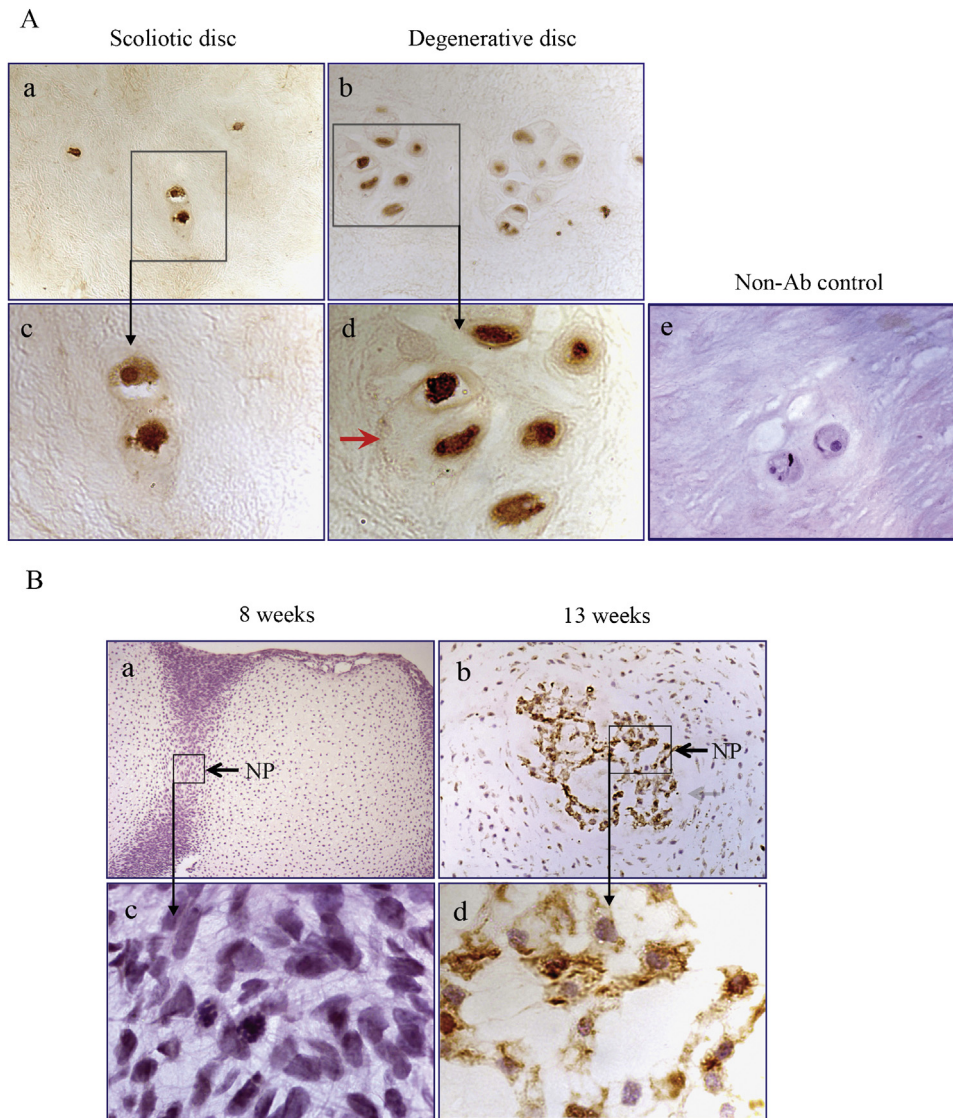 A
Scoliotic disc
Degenerative disc
a
b
Non-Ab control
c
d
e
B
8 weeks
13 weeks
a
b
NP
NP
c
d